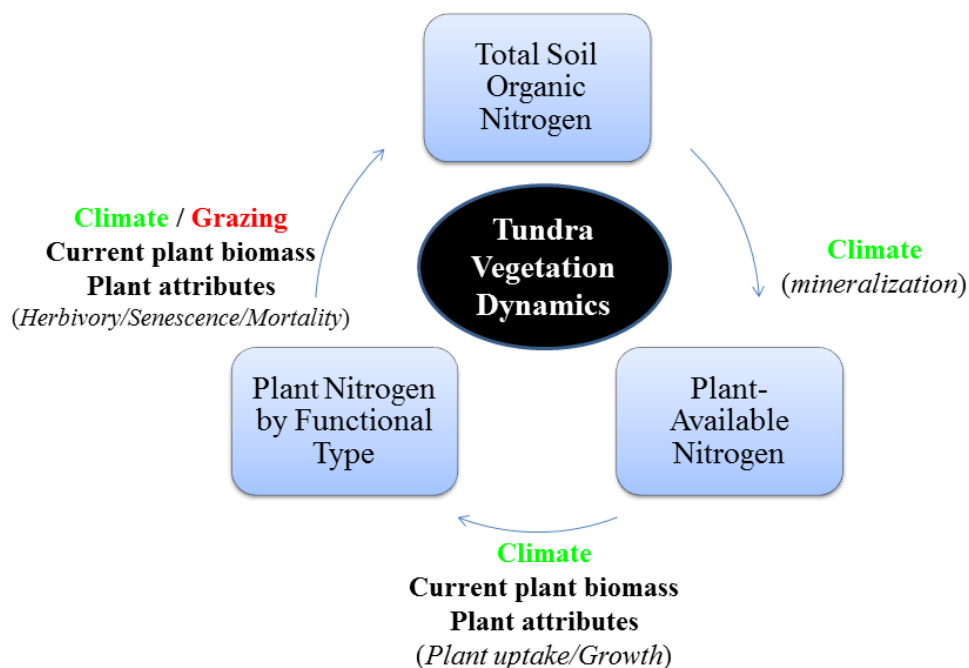 Total Soil
Organic
Nitrogen
Climate / Grazing
Current plant biomass
Plant attributes
(Herbivory/Senescence/Mortality)
Tundra
Vegetation
Dynamics
Climate
(mineralization)
Plant Nitrogen
by Functional
Type
Plant-
Available
Nitrogen
Climate
Current plant biomass
Plant attributes
(Plant uptake/Growth)